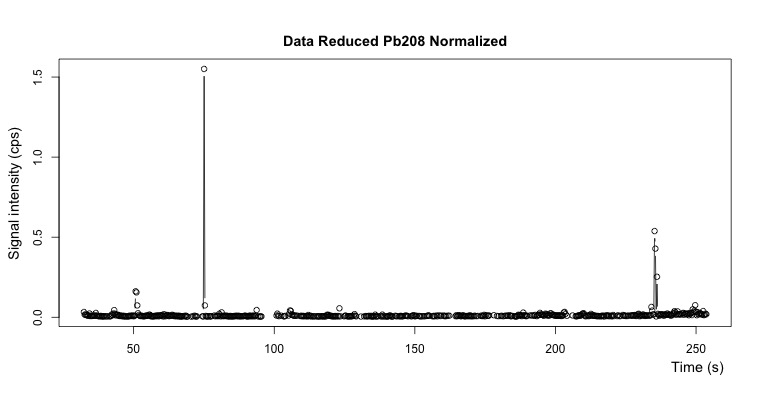 Data Reduced Pb208 Normalized
Signal intensity (cps)
1.5
1.0
0.5
0.0
50 100 150 200 250
Time (s)